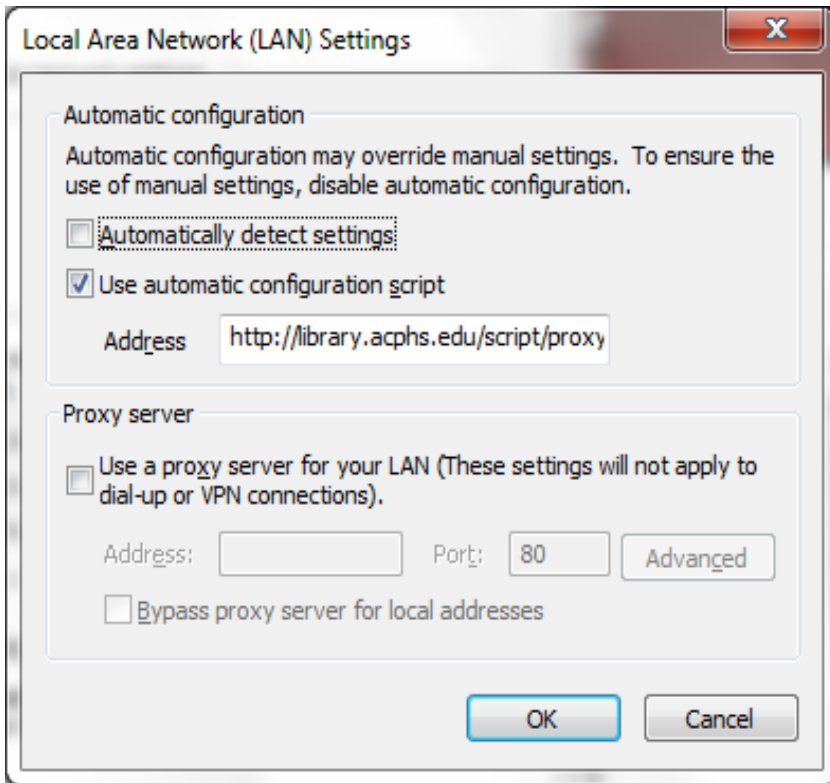 Local Area Network (LAN) Settings
X
Automatic configuration
Automatic configuration may override manual settings.  To ensure the
use of manual settings, disable automatic configuration.
Automatically detect settings
Use automatic configuration script
Address http://library.acphs.edu/script/proxy
Proxy server
Use a proxy server for your LAN (These settings will not apply to
dial-up or VPN connections).
Address: Port: 80 Advanced
Bypass proxy server for local addresses
OK Cancel